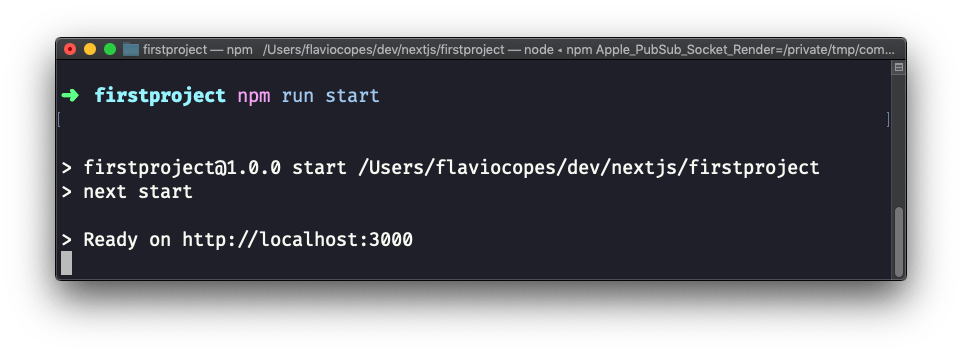 firstproject — npm  /Users/flaviocopes/dev/nextjs/firstproject — node ◂ npm Apple_PubSub_Socket_Render=/private/tmp/com...
➜ firstproject npm run start
[ ]
> firstproject@1.0.0 start /Users/flaviocopes/dev/nextjs/firstproject
> next start
> Ready on http://localhost:3000